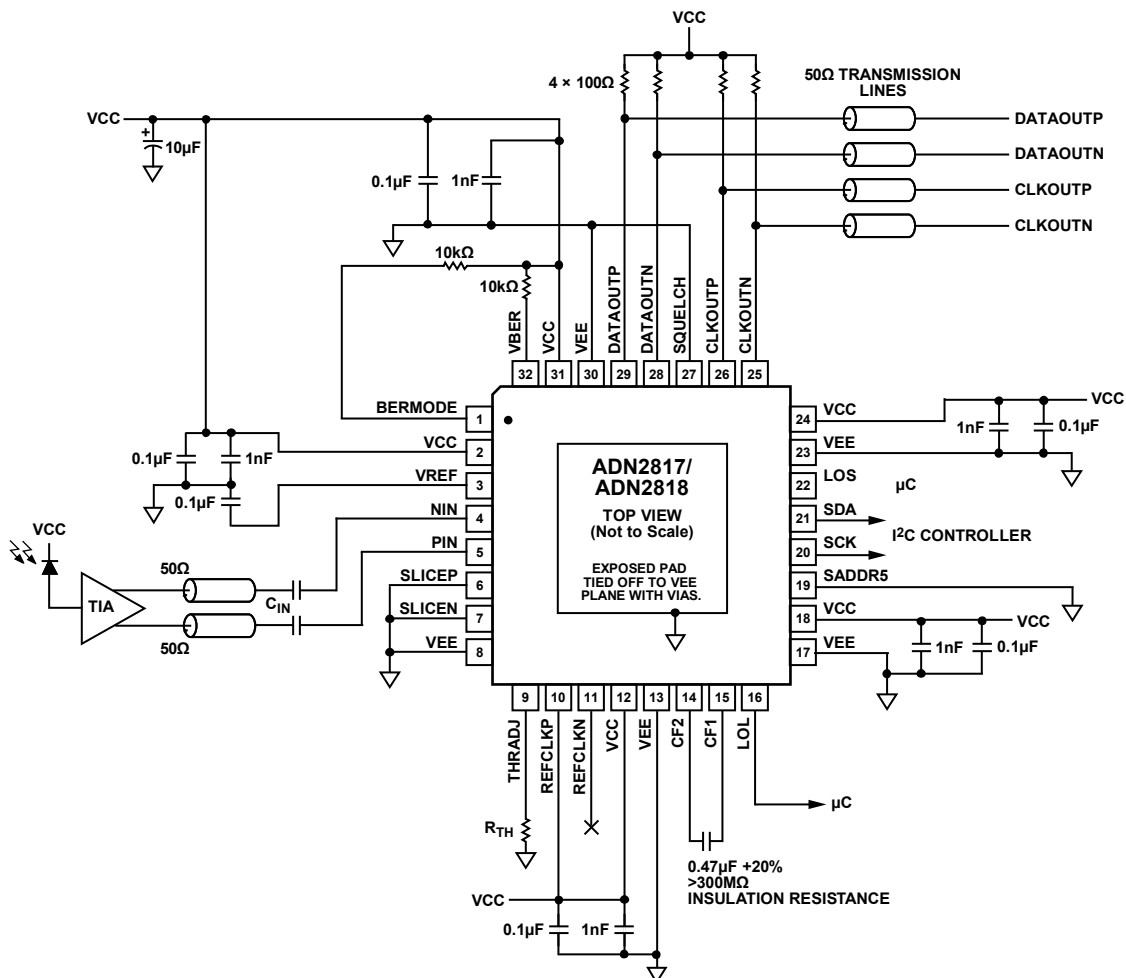 VCC
4 × 100Ω
50Ω TRANSMISSION
LINES
DATAOUTP
DATAOUTN
CLKOUTP
CLKOUTN
VCC
+
10µF
0.1µF
1nF
10kΩ
10kΩ
VBER
VCC
VEE
DATAOUTP
DATAOUTN
SQUELCH
CLKOUTP
CLKOUTN
32
31
30
29
28
27
26
25
BERMODE
1
VCC
2
VREF
3
NIN
4
PIN
5
SLICEP
6
SLICEN
7
VEE
8
0.1µF
1nF
0.1µF
VCC
TIA
50Ω
C_IN
50Ω
ADN2817/
ADN2818
TOP VIEW
(Not to Scale)
EXPOSED PAD
TIED OFF TO VEE
PLANE WITH VIAS.
24
VCC
23
VEE
22
LOS
21
SDA
20
SCK
19
SADDR5
18
VCC
17
VEE
VCC
1nF
0.1µF
µC
I²C CONTROLLER
VCC
1nF
0.1µF
9
10
11
12
13
14
15
16
THRADJ
REFCLKP
REFCLKN
VCC
VEE
CF2
CF1
LOL
R_TH
µC
0.47µF +20%
>300MΩ
INSULATION RESISTANCE
VCC
0.1µF
1nF